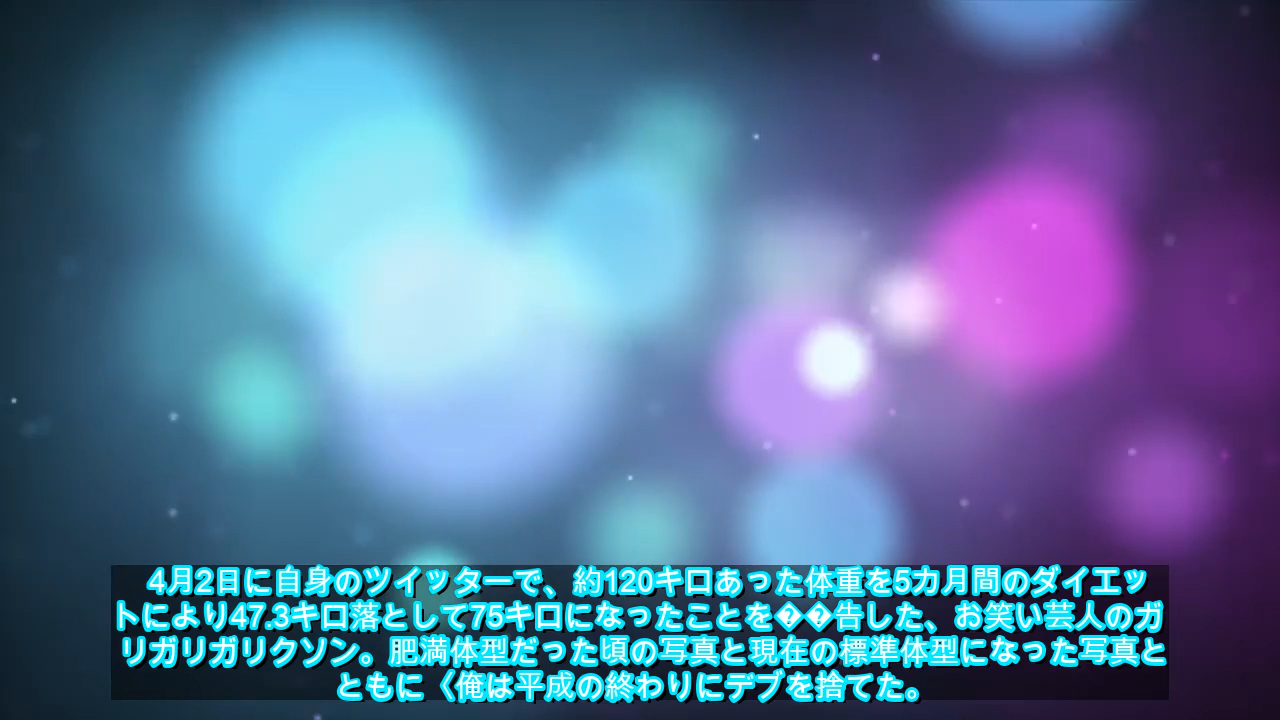 4月2日に自身のツイッターで、約120キロあった体重を5カ月間のダイエッ
トにより47.3キロ落として75キロになったことを��告した、お笑い芸人のガ
リガリガリクソン。肥満体型だった頃の写真と現在の標準体型になった写真と
ともに〈俺は平成の終わりにデブを捨てた。